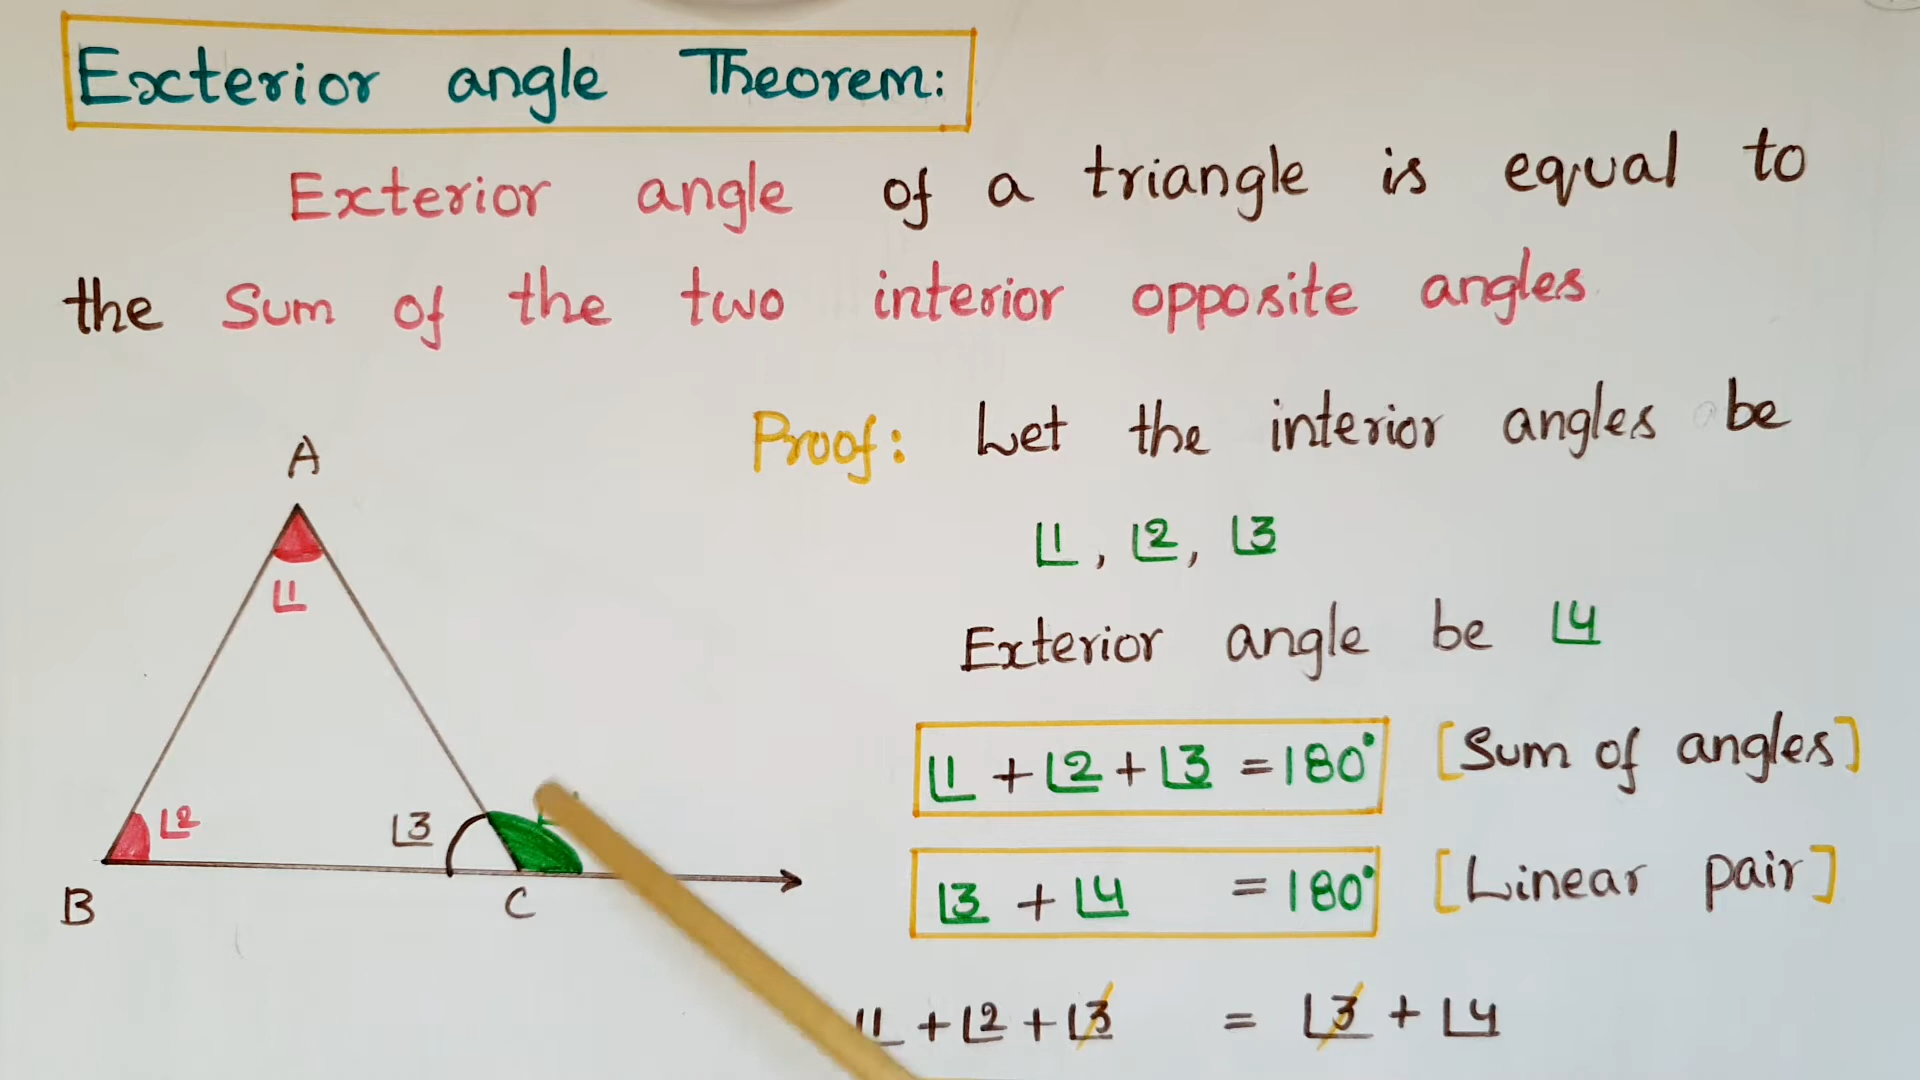 Exterior angle Theorem:
Exterior angle of a triangle is equal to
the Sum of the two interior opposite angles
Proof: Let the interior angles be
∠1, ∠2, ∠3
Exterior angle be ∠4
∠1 + ∠2 + ∠3 = 180° [Sum of angles]
∠3 + ∠4 = 180° [Linear pair]
∠1 + ∠2 + ∠3 = ∠3 + ∠4
A
∠1
∠2
∠3
B
C